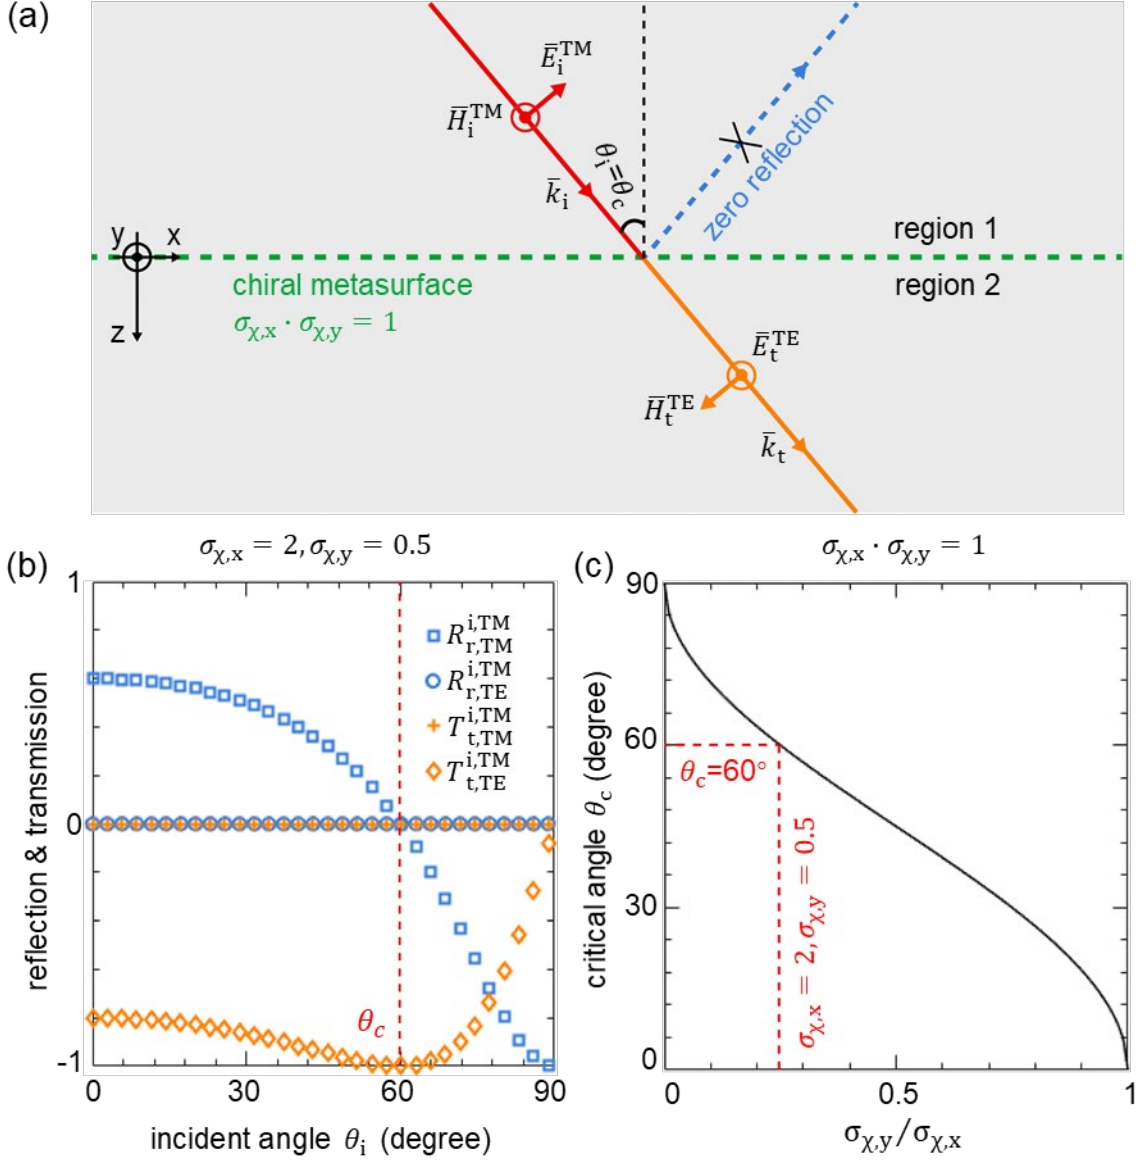 (a)
Ē_i^TM
H̄_i^TM
θ_i=θ_c
k̄_i
zero reflection
region 1
y x
z
chiral metasurface
region 2
σ_χ,x · σ_χ,y = 1
Ē_t^TE
H̄_t^TE
k̄_t
(b)
σ_χ,x = 2, σ_χ,y = 0.5
1
0
-1
reflection & transmission
R_r,TM^i,TM
R_r,TE^i,TM
T_t,TM^i,TM
T_t,TE^i,TM
θ_c
0 30 60 90
incident angle θ_i (degree)
(c)
σ_χ,x · σ_χ,y = 1
90
60
30
0
critical angle θ_c (degree)
θ_c=60°
σ_χ,x = 2, σ_χ,y = 0.5
0 0.5 1
σ_χ,y/σ_χ,x